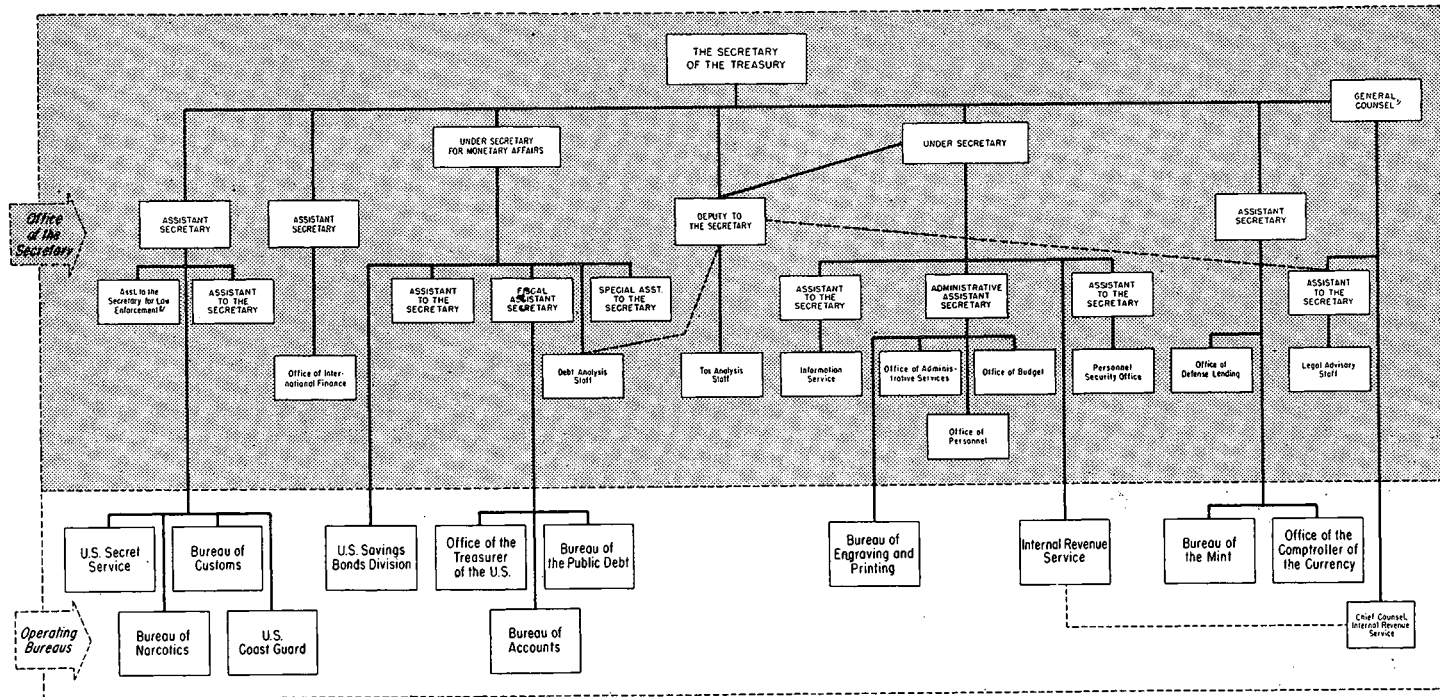 THE SECRETARY
OF THE TREASURY
GENERAL
COUNSEL
UNDER SECRETARY
FOR MONETARY AFFAIRS
UNDER SECRETARY
Office
of the
Secretary
ASSISTANT
SECRETARY
ASSISTANT
SECRETARY
DEPUTY TO
THE SECRETARY
ASSISTANT
SECRETARY
Asst. to the
Secretary for Law
Enforcement
ASSISTANT
TO THE
SECRETARY
ASSISTANT
TO THE
SECRETARY
FISCAL
ASSISTANT
SECRETARY
SPECIAL ASST.
TO THE
SECRETARY
ASSISTANT
TO THE
SECRETARY
ADMINISTRATIVE
ASSISTANT
SECRETARY
ASSISTANT
TO THE
SECRETARY
ASSISTANT
TO THE
SECRETARY
Office of Inter-
national Finance
Debt Analysis
Staff
Tax Analysis
Staff
Information
Service
Office of Adminis-
trative Services
Office of Budget
Personnel
Security Office
Office of
Defense Lending
Legal Advisory
Staff
Office of
Personnel
U.S. Secret
Service
Bureau of
Customs
U.S. Savings
Bonds Division
Office of the
Treasurer
of the U.S.
Bureau of
the Public Debt
Bureau of
Engraving and
Printing
Internal Revenue
Service
Bureau of
the Mint
Office of the
Comptroller of
the Currency
Operating
Bureaus
Bureau of
Narcotics
U.S.
Coast Guard
Bureau of
Accounts
Chief Counsel,
Internal Revenue
Service